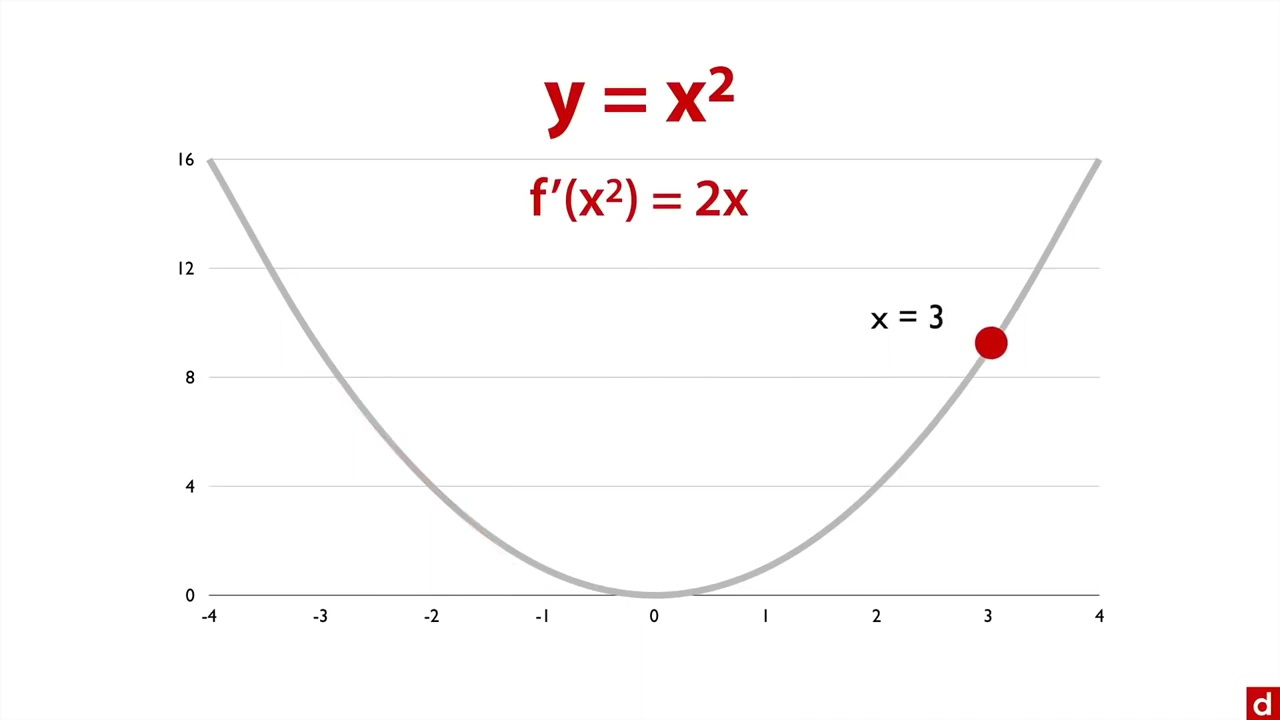 y = x²
16
f′(x²) = 2x
12
x = 3
8
4
0
-4 -3 -2 -1 0 1 2 3 4
d